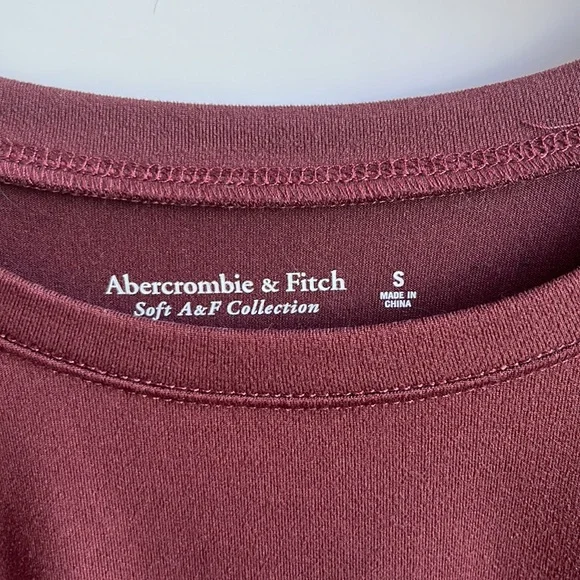 Abercrombie & Fitch
Soft A&F Collection
S
MADE IN
CHINA